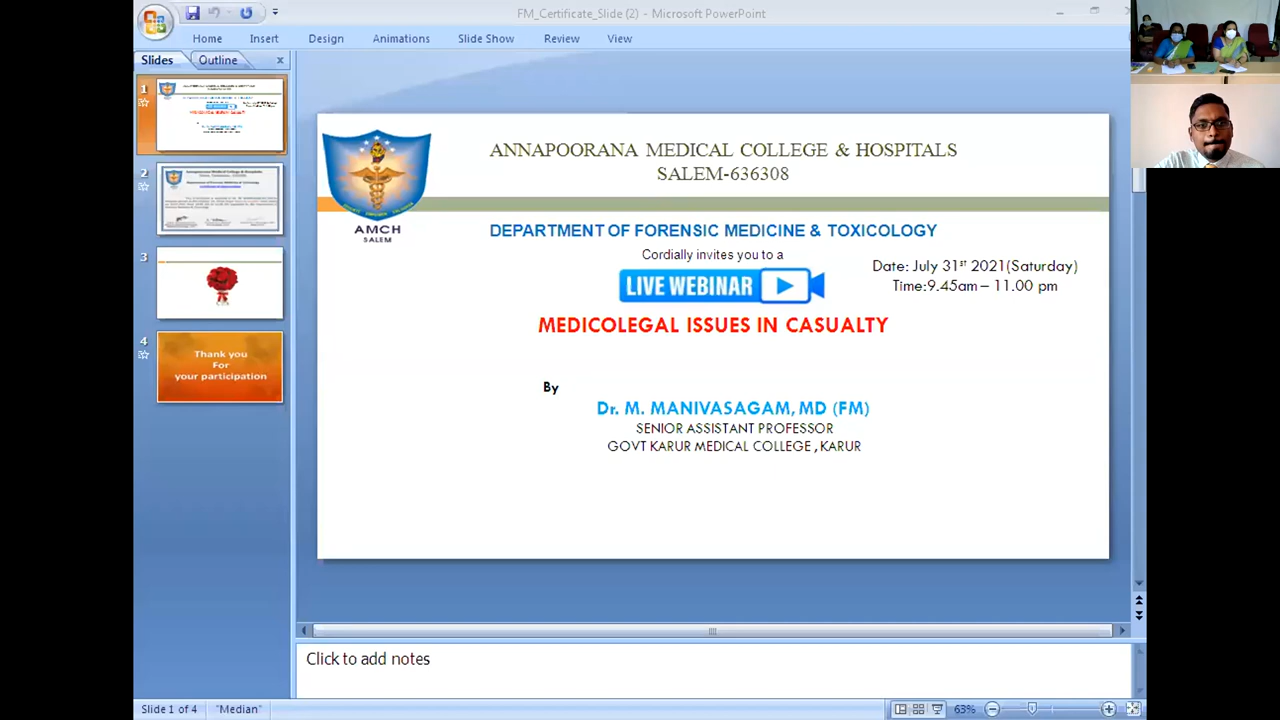 FM_Certificate_Slide (2) - Microsoft PowerPoint
Home Insert Design Animations Slide Show Review View
Slides Outline
1
2
3
4
Thank you
For
your participation
ANNAPOORANA MEDICAL COLLEGE & HOSPITALS
SALEM-636308
AMCH
SALEM
DEPARTMENT OF FORENSIC MEDICINE & TOXICOLOGY
Cordially invites you to a
LIVE WEBINAR
Date: July 31st 2021(Saturday)
Time:9.45am – 11.00 pm
MEDICOLEGAL ISSUES IN CASUALTY
By
Dr. M. MANIVASAGAM, MD (FM)
SENIOR ASSISTANT PROFESSOR
GOVT KARUR MEDICAL COLLEGE , KARUR
Click to add notes
Slide 1 of 4 "Median" 63%